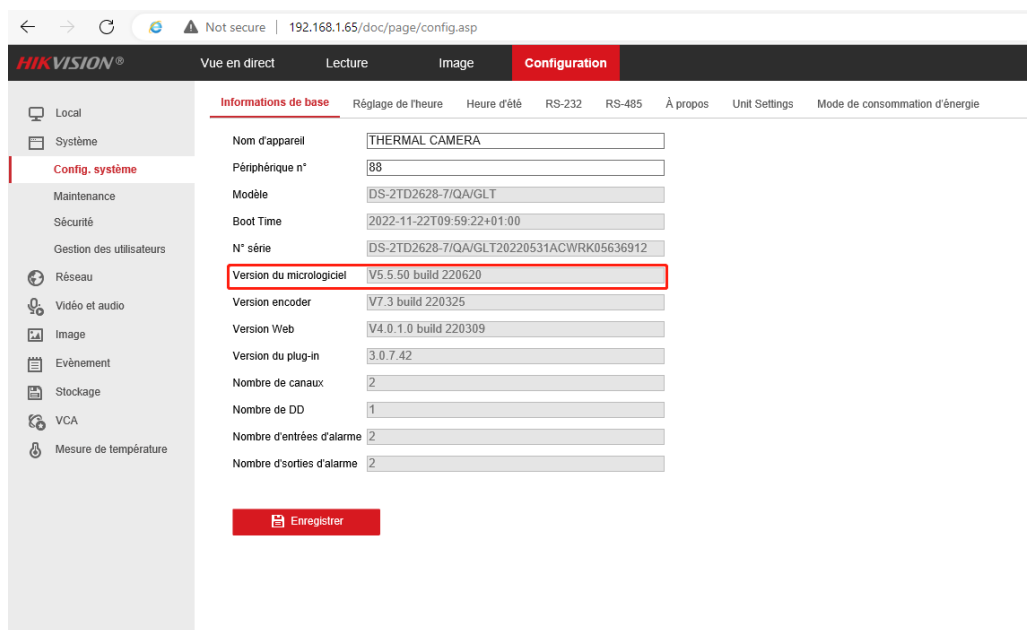 Not secure | 192.168.1.65/doc/page/config.asp
HIKVISION® Vue en direct Lecture Image Configuration
Local
Système
Config. système
Maintenance
Sécurité
Gestion des utilisateurs
Réseau
Vidéo et audio
Image
Evènement
Stockage
VCA
Mesure de température
Informations de base Réglage de l'heure Heure d'été RS-232 RS-485 À propos Unit Settings Mode de consommation d'énergie
Nom d'appareil THERMAL CAMERA
Périphérique n° 88
Modèle DS-2TD2628-7/QA/GLT
Boot Time 2022-11-22T09:59:22+01:00
N° série DS-2TD2628-7/QA/GLT20220531ACWRK05636912
Version du micrologiciel V5.5.50 build 220620
Version encoder V7.3 build 220325
Version Web V4.0.1.0 build 220309
Version du plug-in 3.0.7.42
Nombre de canaux 2
Nombre de DD 1
Nombre d'entrées d'alarme 2
Nombre d'sorties d'alarme 2
Enregistrer